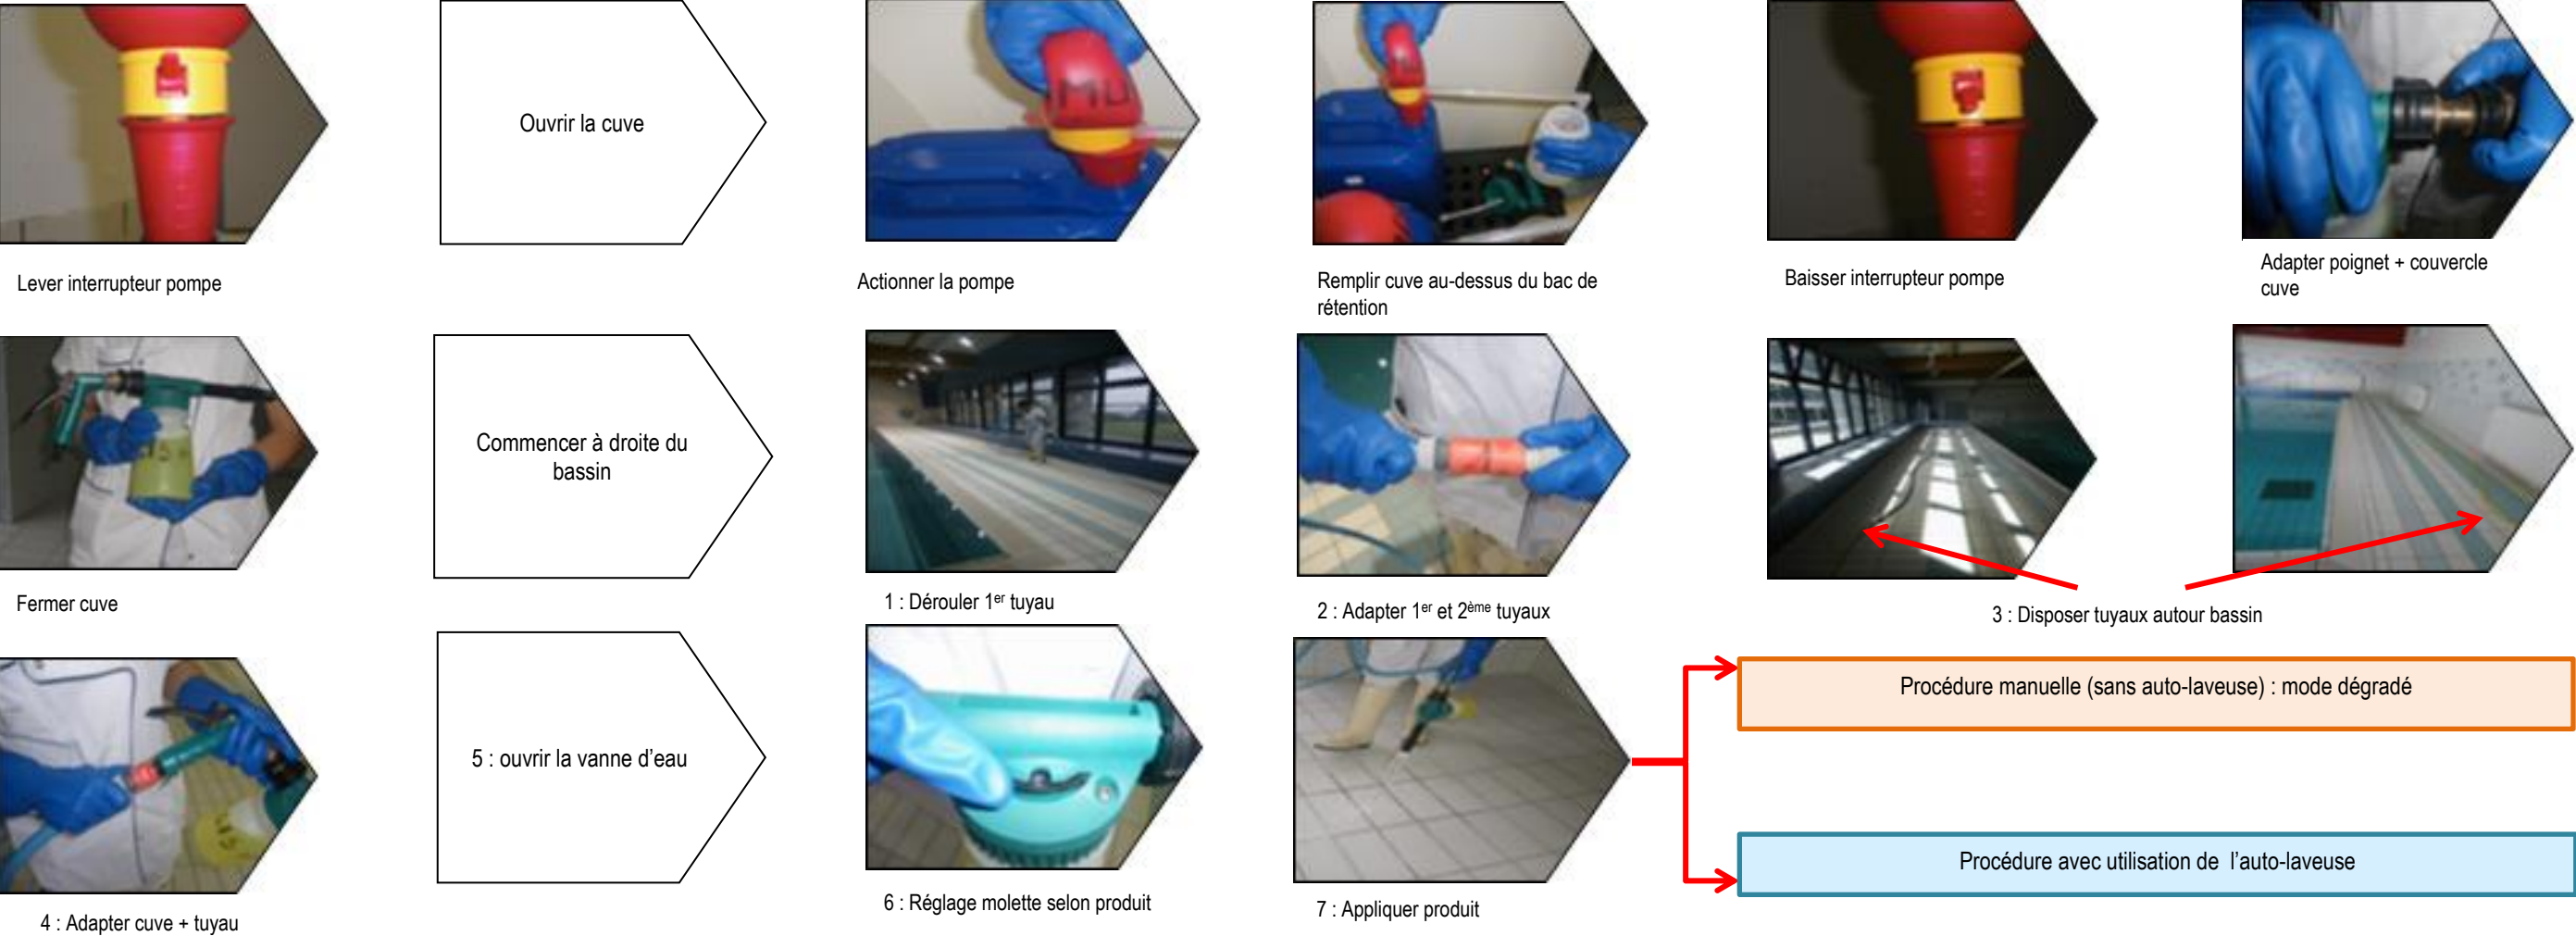 Ouvrir la cuve
MU
Lever interrupteur pompe
Actionner la pompe
Remplir cuve au-dessus du bac de
rétention
Baisser interrupteur pompe
Adapter poignet + couvercle
cuve
Commencer à droite du
bassin
Fermer cuve
1 : Dérouler 1er tuyau
2 : Adapter 1er et 2ème tuyaux
3 : Disposer tuyaux autour bassin
5 : ouvrir la vanne d’eau
Procédure manuelle (sans auto-laveuse) : mode dégradé
Procédure avec utilisation de l’auto-laveuse
4 : Adapter cuve + tuyau
6 : Réglage molette selon produit
7 : Appliquer produit